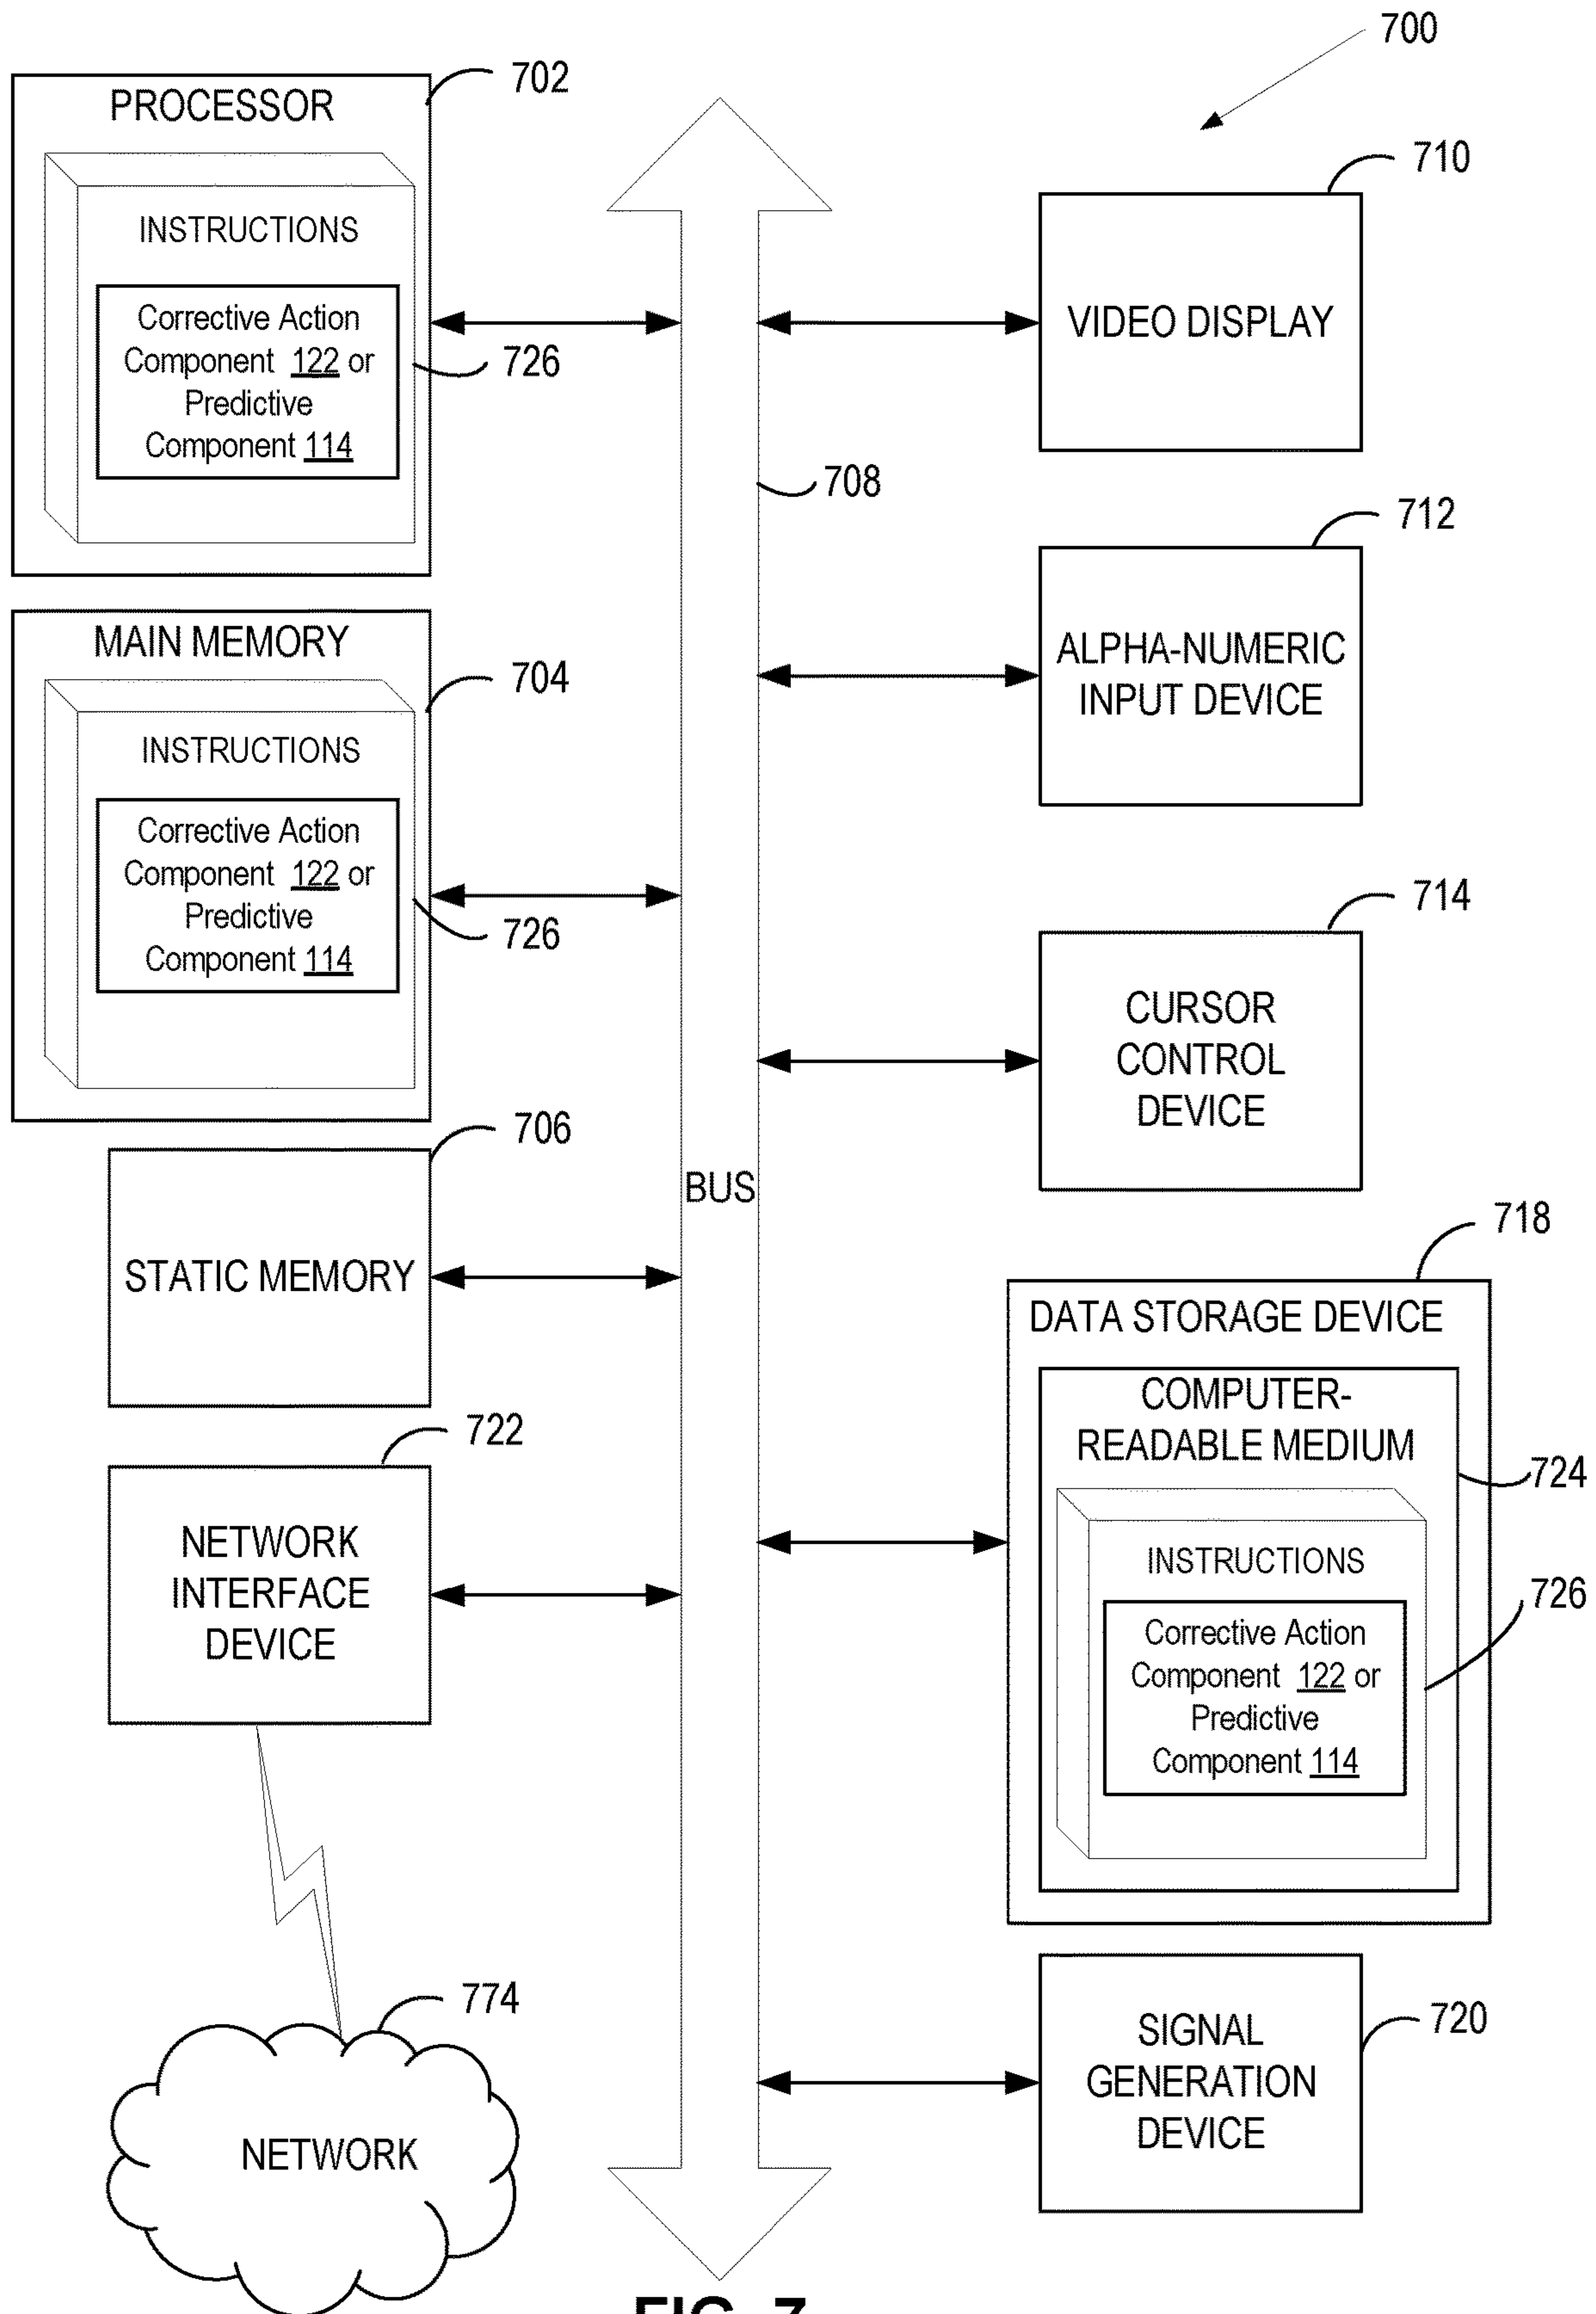 700
702
PROCESSOR
INSTRUCTIONS
Corrective Action
Component 122 or
Predictive
Component 114
726
MAIN MEMORY
704
INSTRUCTIONS
Corrective Action
Component 122 or
Predictive
Component 114
726
706
STATIC MEMORY
722
NETWORK
INTERFACE
DEVICE
774
NETWORK
708
BUS
710
VIDEO DISPLAY
712
ALPHA-NUMERIC
INPUT DEVICE
714
CURSOR
CONTROL
DEVICE
718
DATA STORAGE DEVICE
COMPUTER-
READABLE MEDIUM
724
INSTRUCTIONS
726
Corrective Action
Component 122 or
Predictive
Component 114
SIGNAL
GENERATION
DEVICE
720
FIG. 7